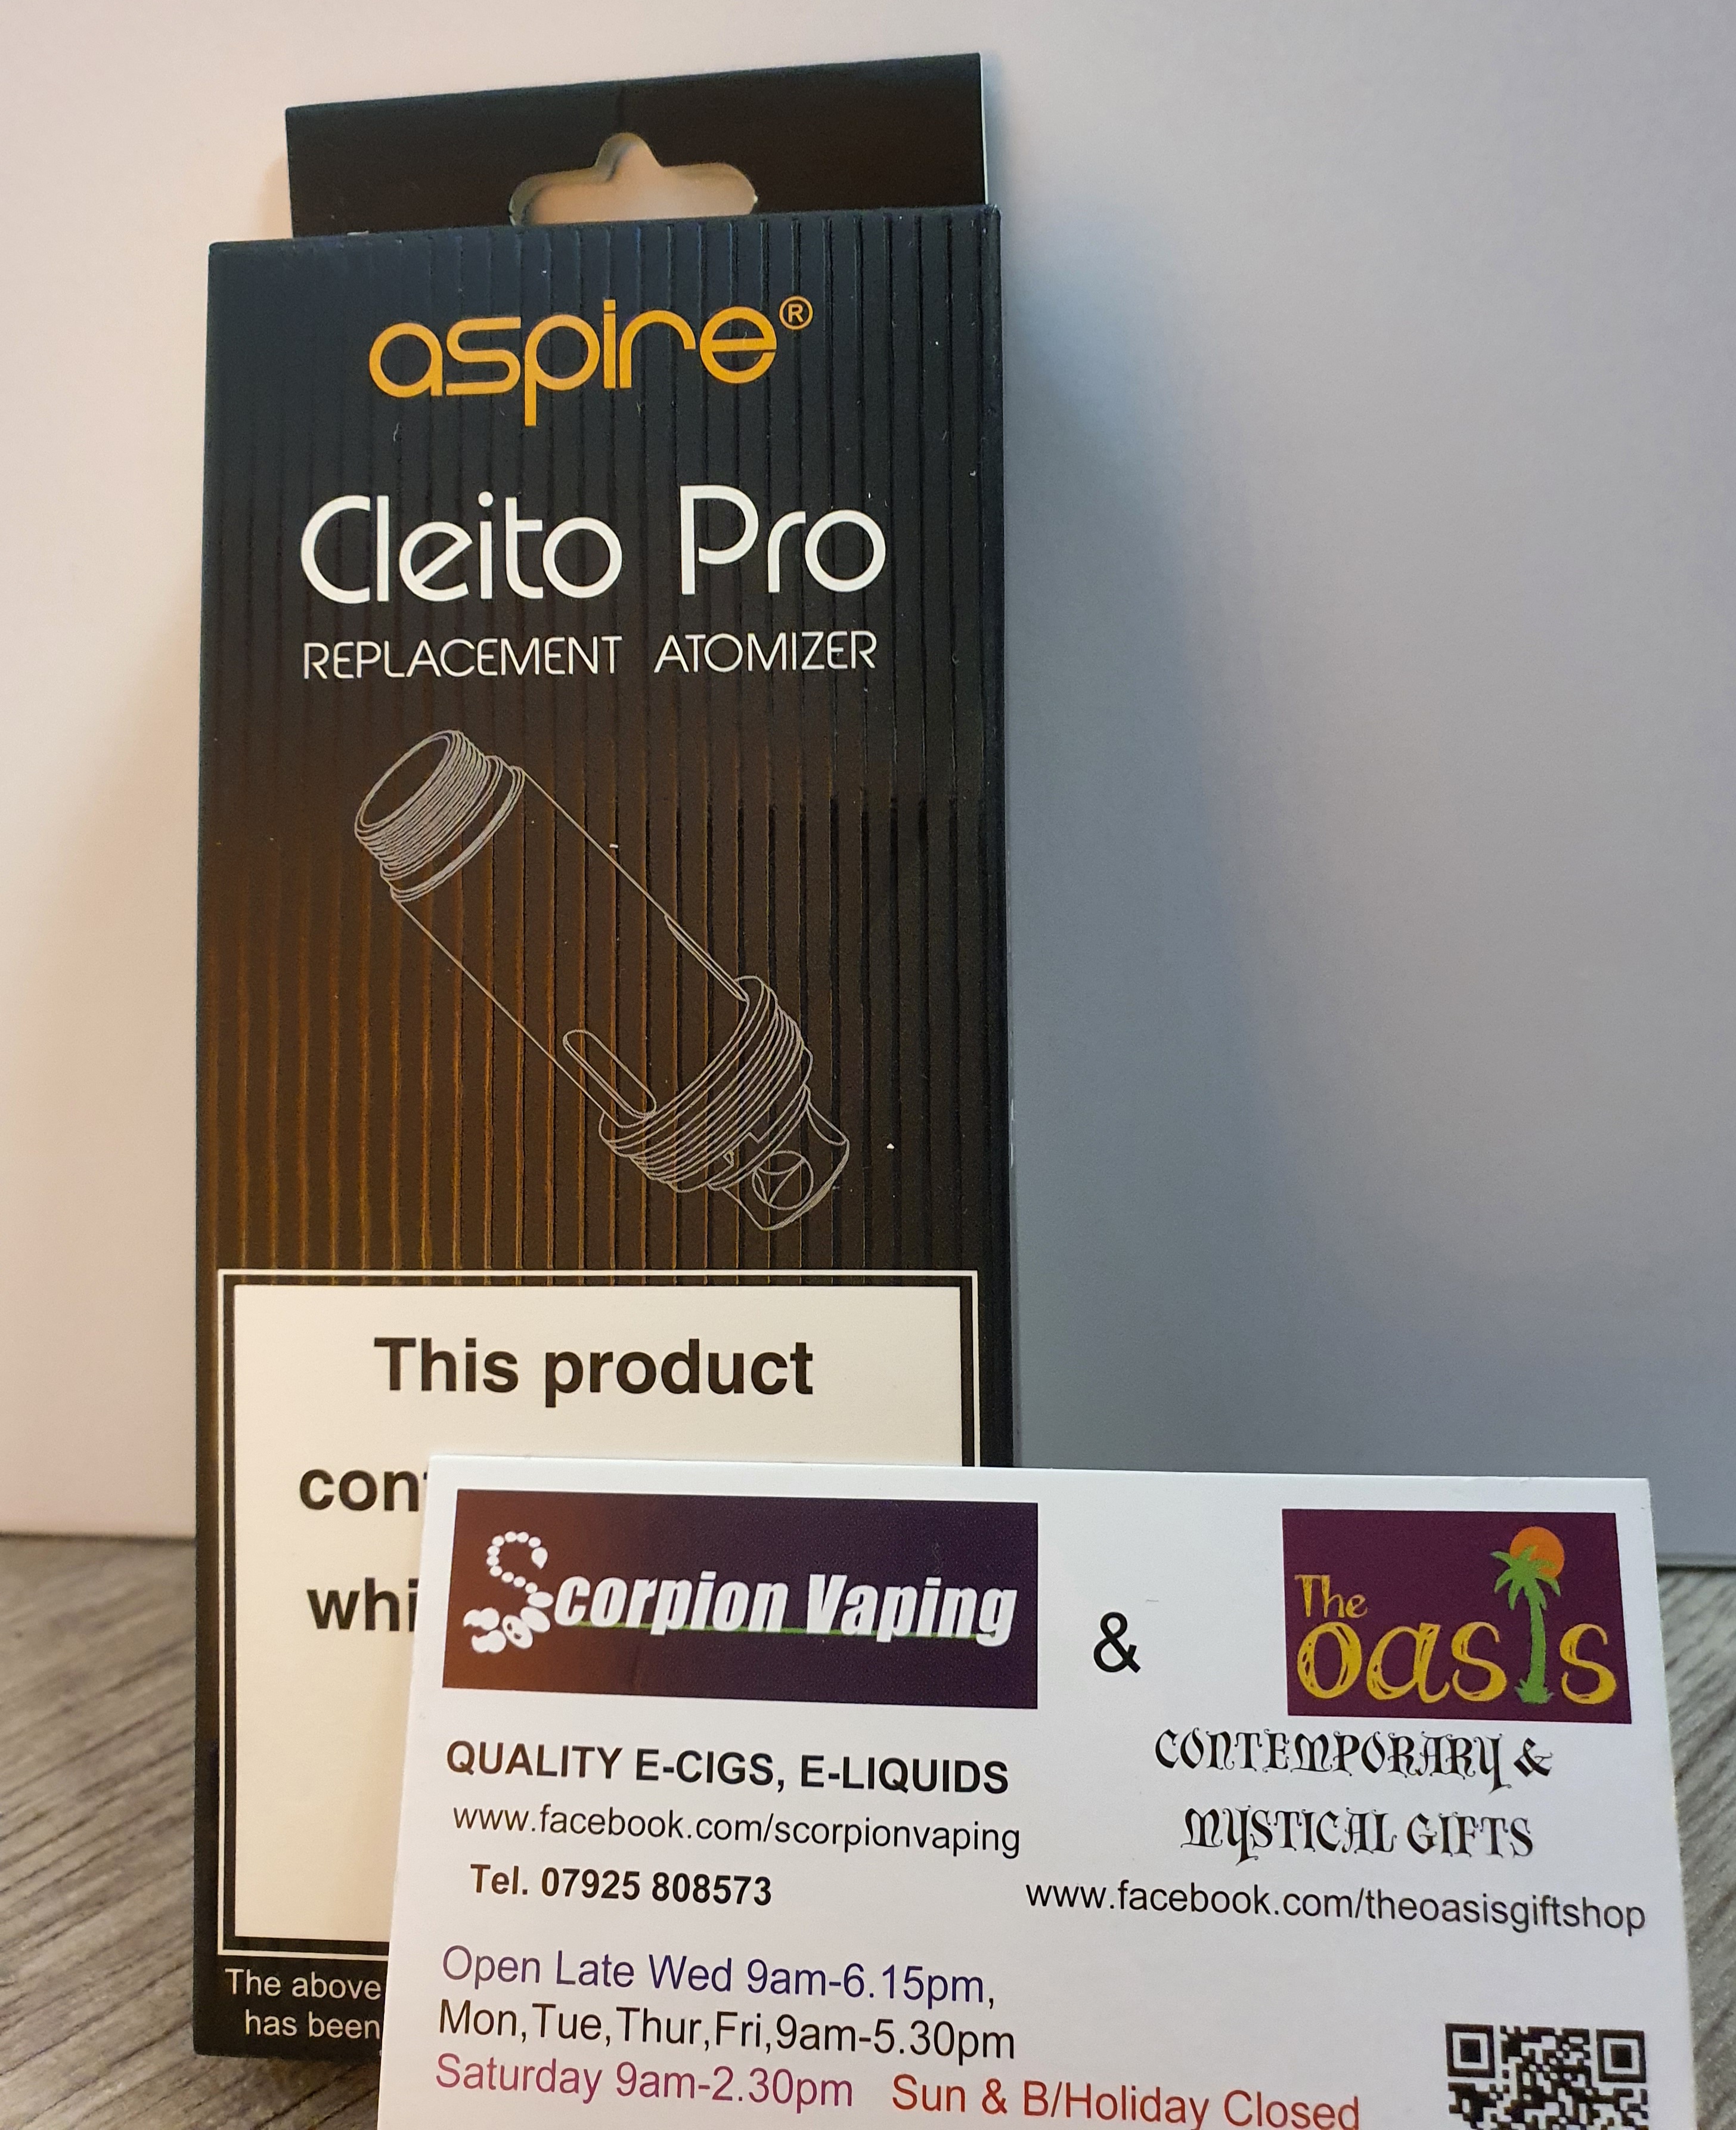 aspire®
Cleito Pro
REPLACEMENT ATOMIZER
This product
The above
has been
Scorpion Vaping
&
The
oasis
QUALITY E-CIGS, E-LIQUIDS
www.facebook.com/scorpionvaping
Tel. 07925 808573
CONTEMPORARY &
MYSTICAL GIFTS
www.facebook.com/theoasisgiftshop
Open Late Wed 9am-6.15pm,
Mon,Tue,Thur,Fri,9am-5.30pm
Saturday 9am-2.30pm Sun & B/Holiday Closed